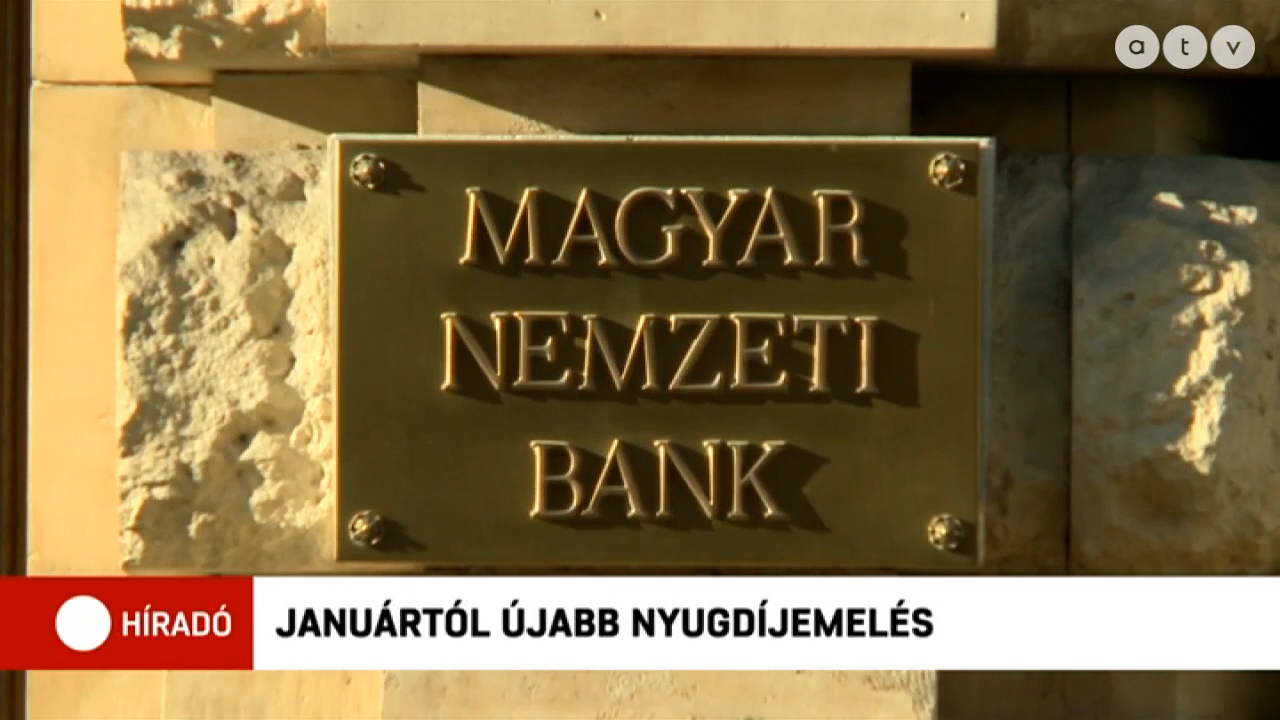 atv
MAGYAR
NEMZETI
BANK
HÍRADÓ
JANUÁRTÓL ÚJABB NYUGDÍJEMELÉS